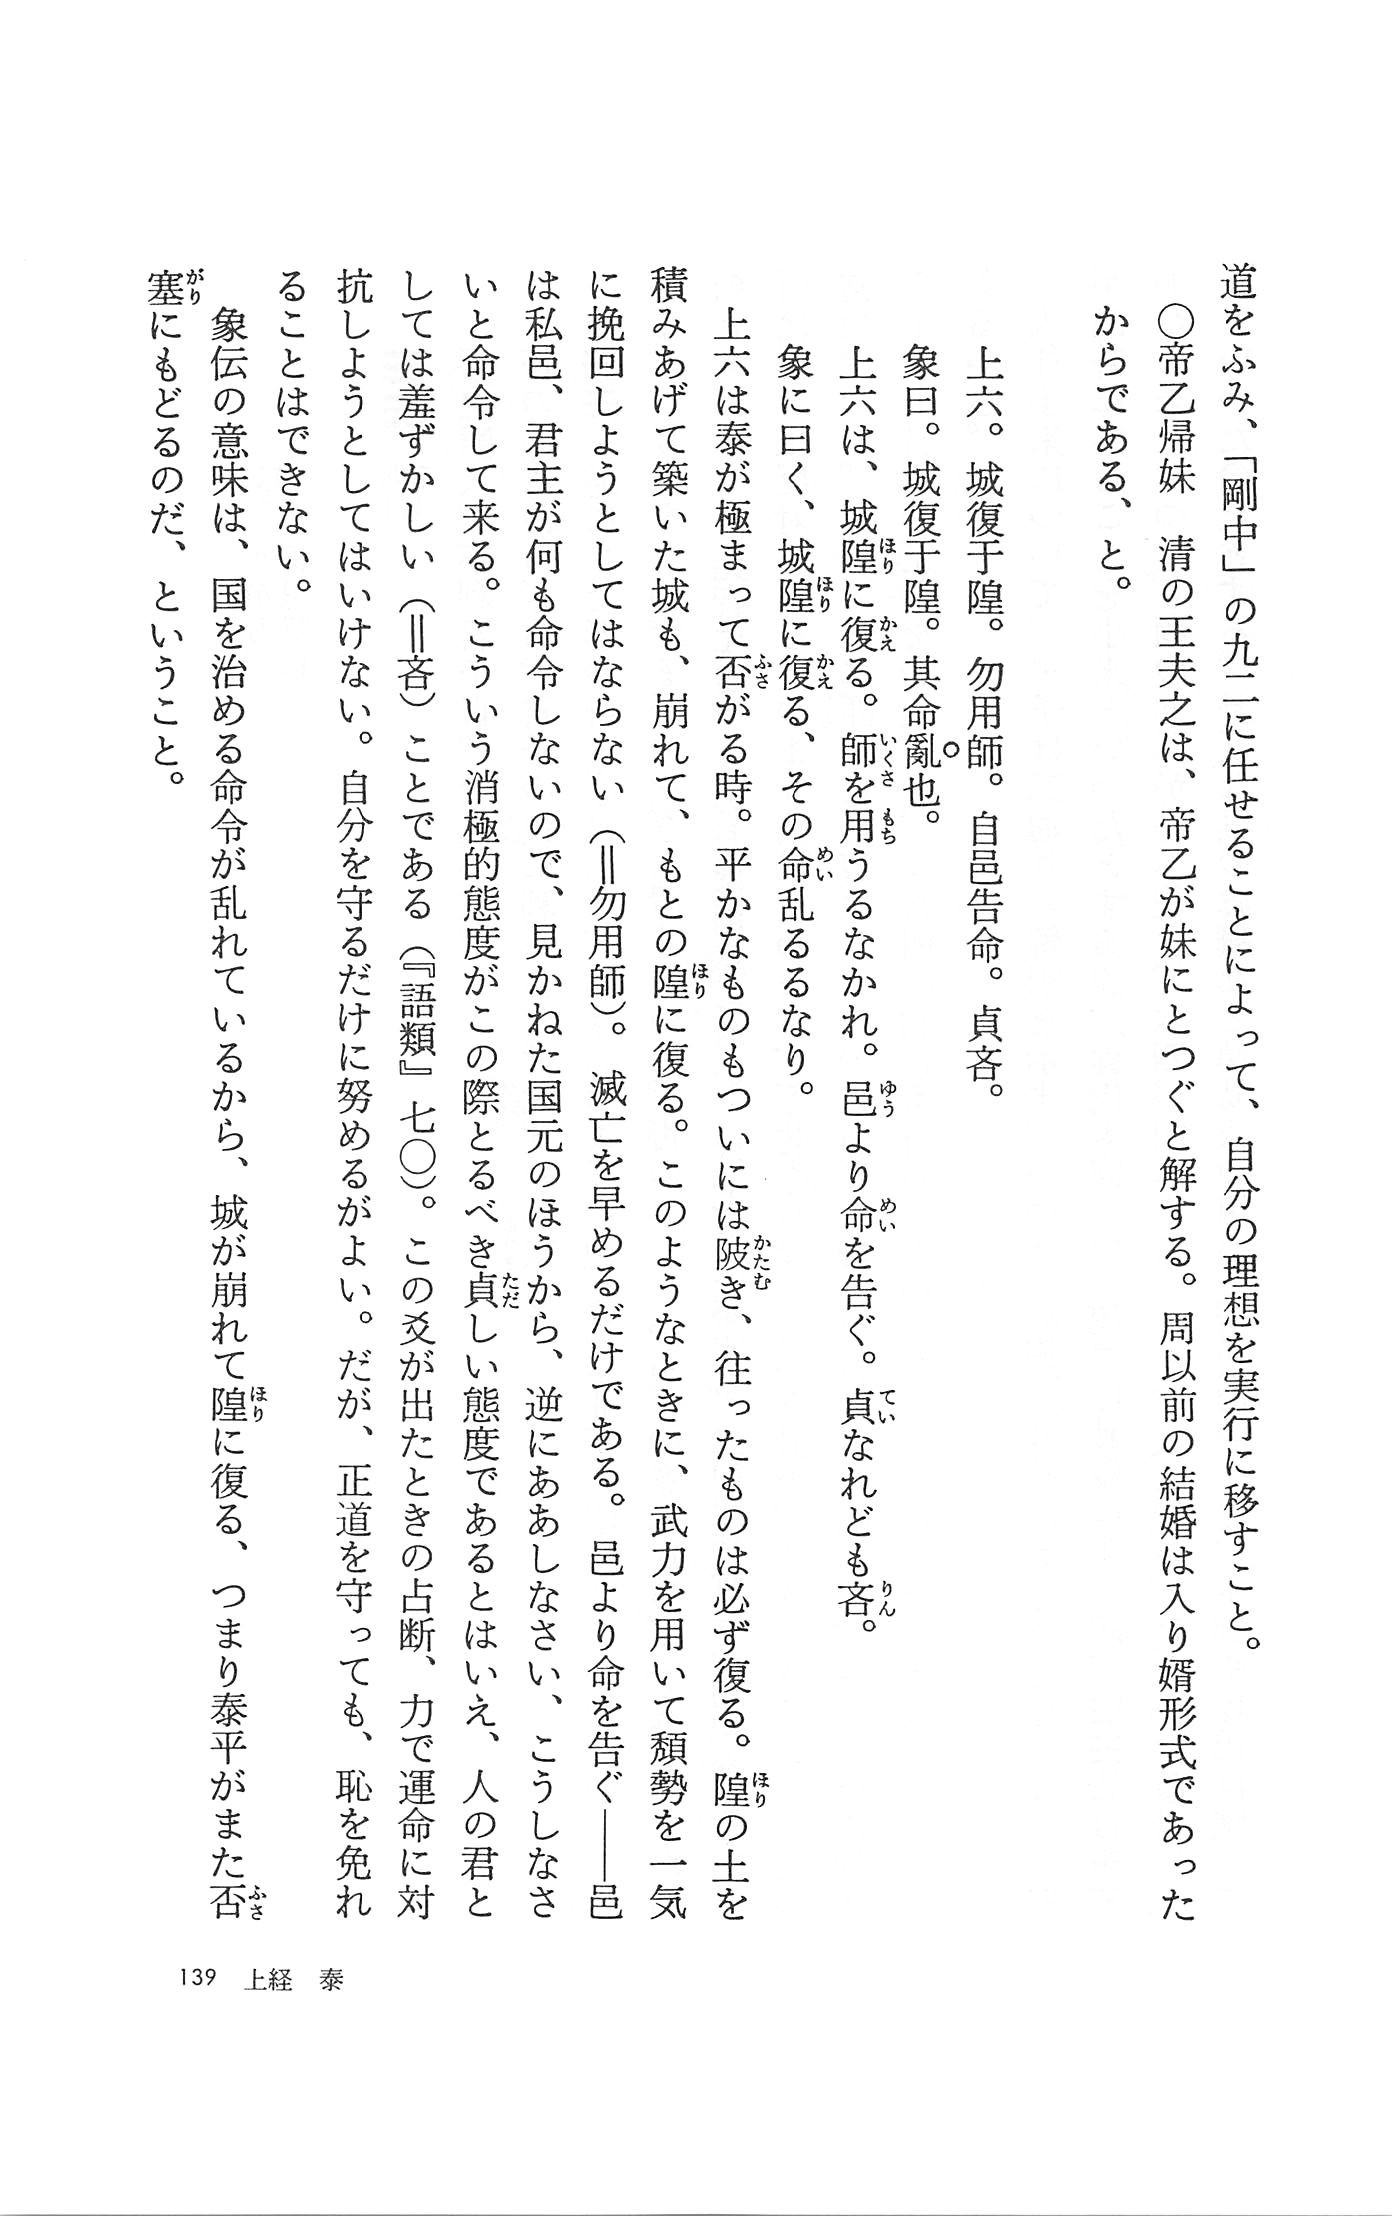 道をふみ、「剛中」の九二に任せることによって、自分の理想を実行に移すこと。
〇帝乙帰妹　清の王夫之は、帝乙が妹にとつぐと解する。周以前の結婚は入り婿形式であった
からである、と。
上六。城復于隍。勿用師。自邑告命。貞吝。
象曰。城復于隍。其命亂也。
上六は、城隍に復る。師を用うるなかれ。邑より命を告ぐ。貞なれども吝。
象に曰く、城隍に復る、その命乱るるなり。
上六は泰が極まって否がる時。平かなものもついには陂き、往ったものは必ず復る。隍の土を
積みあげて築いた城も、崩れて、もとの隍に復る。このようなときに、武力を用いて頽勢を一気
に挽回しようとしてはならない（＝勿用師）。滅亡を早めるだけである。邑より命を告ぐ——邑
は私邑、君主が何も命令しないので、見かねた国元のほうから、逆にああしなさい、こうしなさ
いと命令して来る。こういう消極的態度がこの際とるべき貞しい態度であるとはいえ、人の君と
しては羞ずかしい（＝吝）ことである（『語類』七〇）。この爻が出たときの占断、力で運命に対
抗しようとしてはいけない。自分を守るだけに努めるがよい。だが、正道を守っても、恥を免れ
ることはできない。
象伝の意味は、国を治める命令が乱れているから、城が崩れて隍に復る、つまり泰平がまた否
塞にもどるのだ、ということ。
139　上経　泰